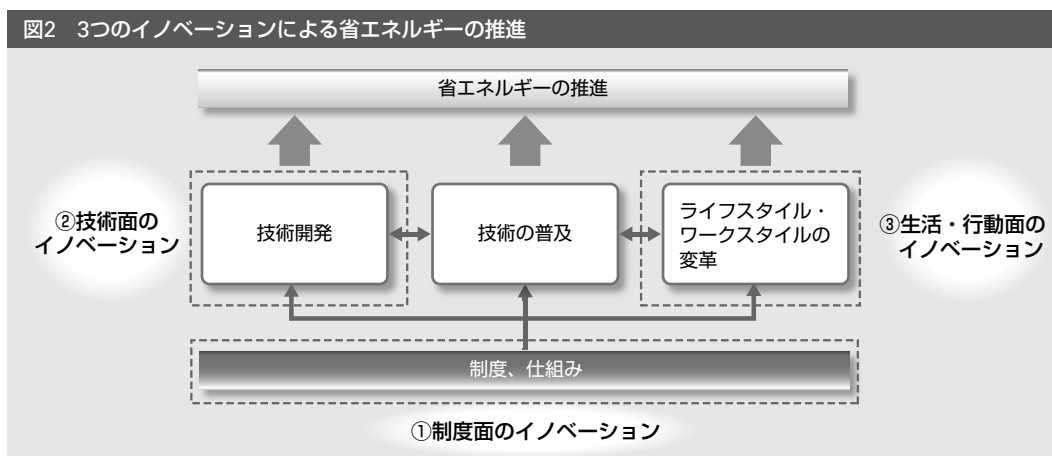 図2 3つのイノベーションによる省エネルギーの推進
省エネルギーの推進
②技術面の
イノベーション
技術開発
技術の普及
ライフスタイル・
ワークスタイルの
変革
③生活・行動面の
イノベーション
制度、仕組み
①制度面のイノベーション